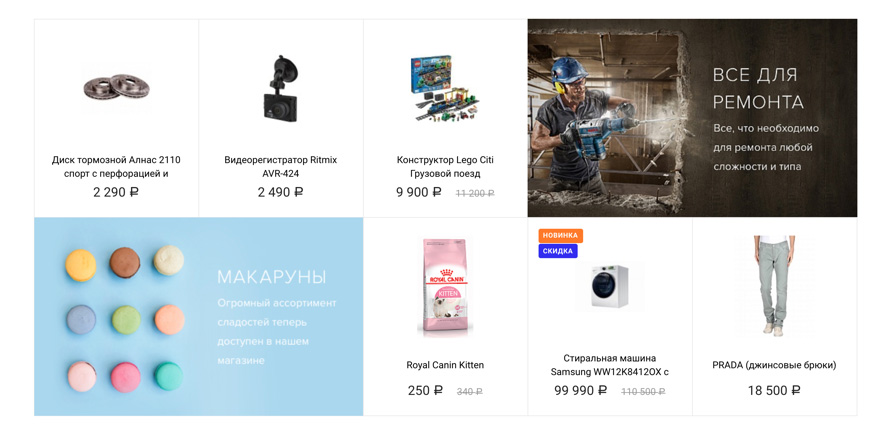 Диск тормозной Алнас 2110
спорт с перфорацией и
2 290 ₽
Видеорегистратор Ritmix
AVR-424
2 490 ₽
Конструктор Lego Citi
Грузовой поезд
9 900 ₽ 11 200 ₽
ВСЕ ДЛЯ
РЕМОНТА
Все, что необходимо
для ремонта любой
сложности и типа
МАКАРУНЫ
Огромный ассортимент
сладостей теперь
доступен в нашем
магазине
ROYAL CANIN
KITTEN
Royal Canin Kitten
250 ₽ 340 ₽
НОВИНКА
СКИДКА
Стиральная машина
Samsung WW12K8412OX с
99 990 ₽ 110 500 ₽
PRADA (джинсовые брюки)
18 500 ₽